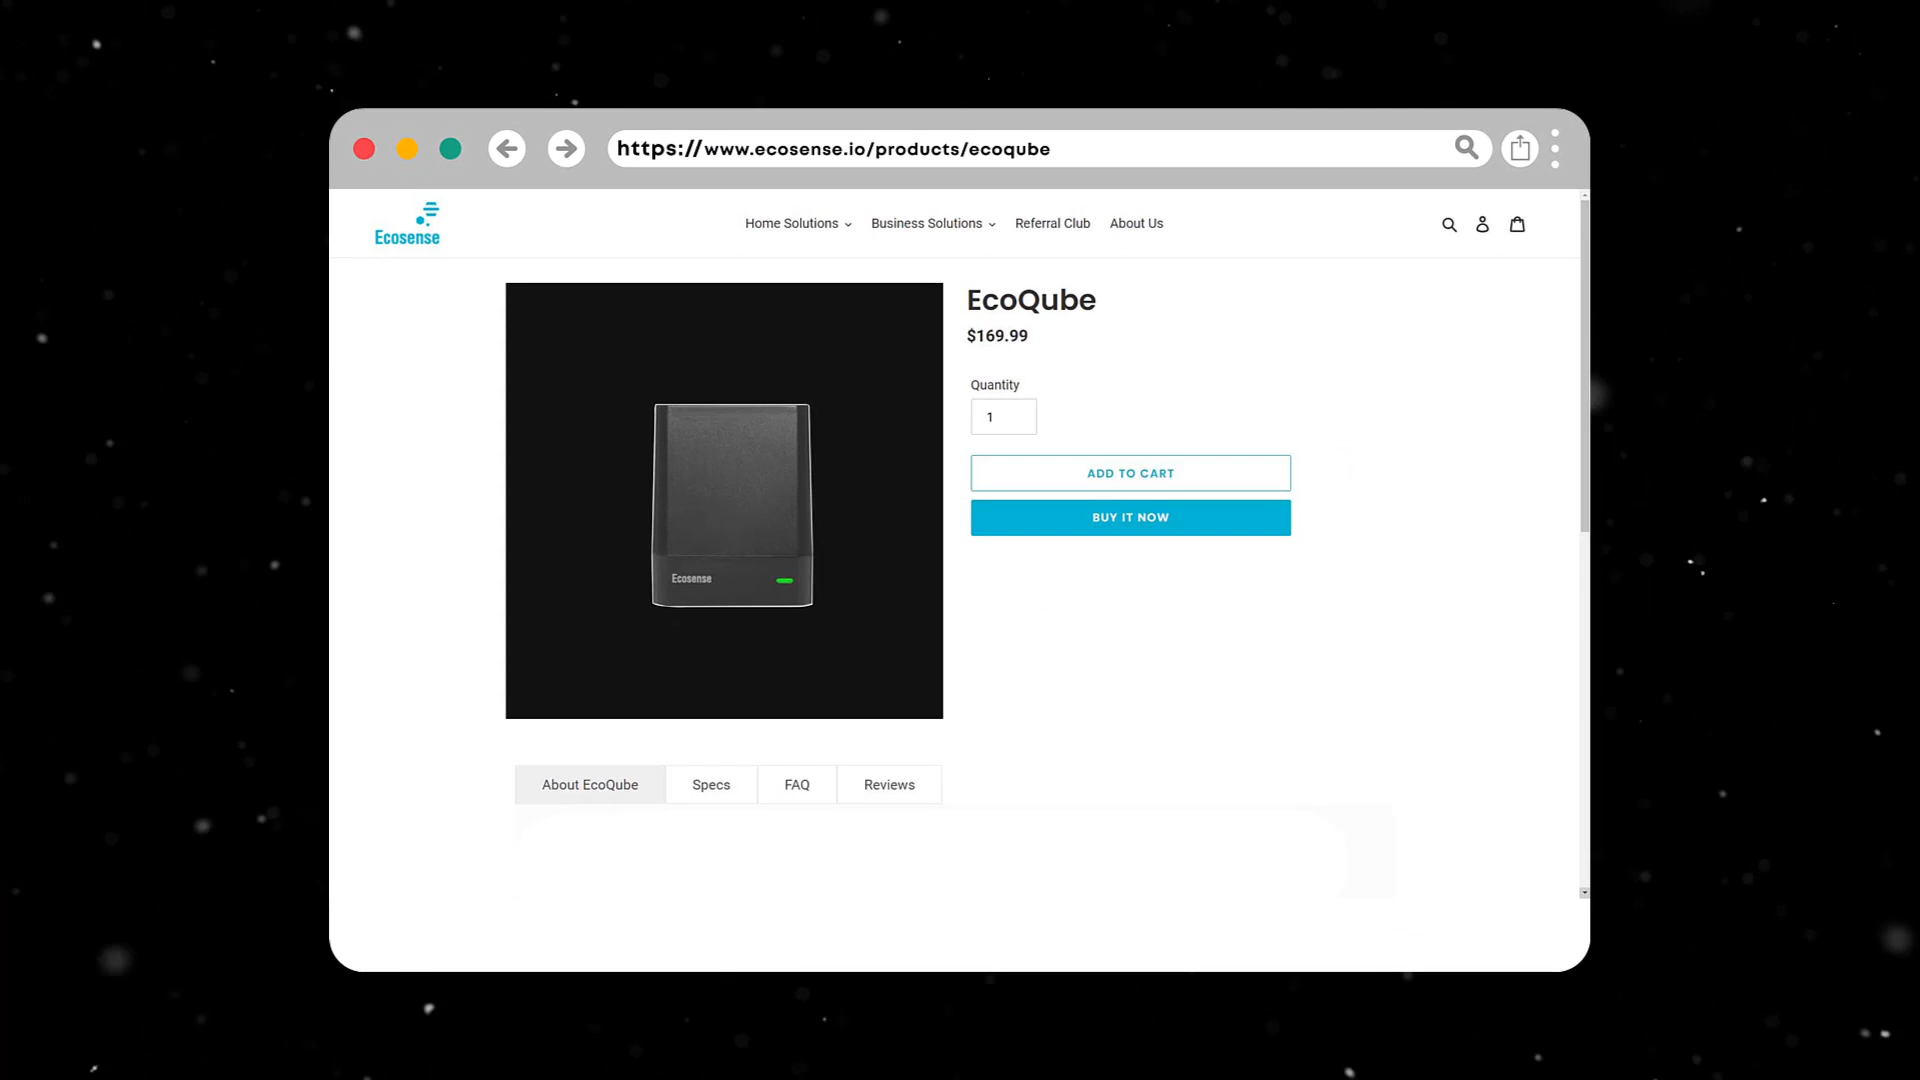 https://www.ecosense.io/products/ecoqube
Ecosense
Home Solutions
Business Solutions
Referral Club
About Us
EcoQube
$169.99
Quantity
1
ADD TO CART
BUY IT NOW
Ecosense
About EcoQube
Specs
FAQ
Reviews